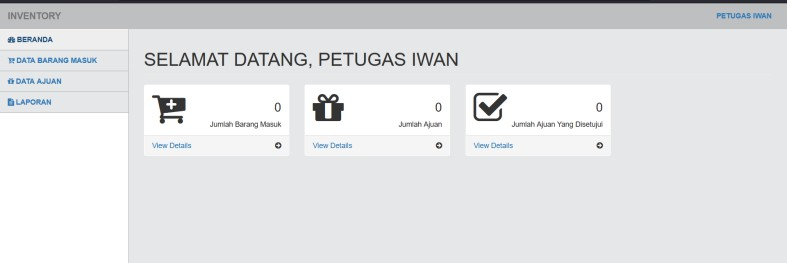 INVENTORY
PETUGAS IWAN
BERANDA
DATA BARANG MASUK
DATA AJUAN
LAPORAN
SELAMAT DATANG, PETUGAS IWAN
0
Jumlah Barang Masuk
View Details
0
Jumlah Ajuan
View Details
0
Jumlah Ajuan Yang Disetujui
View Details